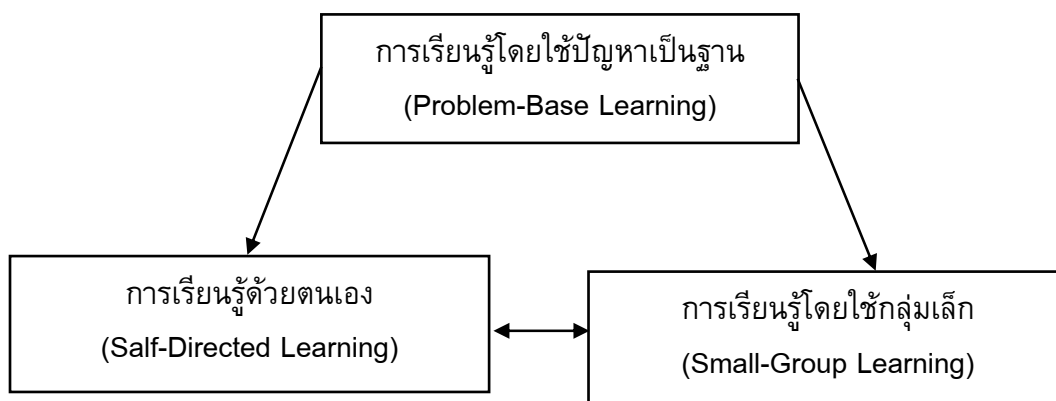 การเรียนรู้โดยใช้ปัญหาเป็นฐาน
(Problem-Base Learning)
การเรียนรู้ด้วยตนเอง
(Salf-Directed Learning)
การเรียนรู้โดยใช้กลุ่มเล็ก
(Small-Group Learning)